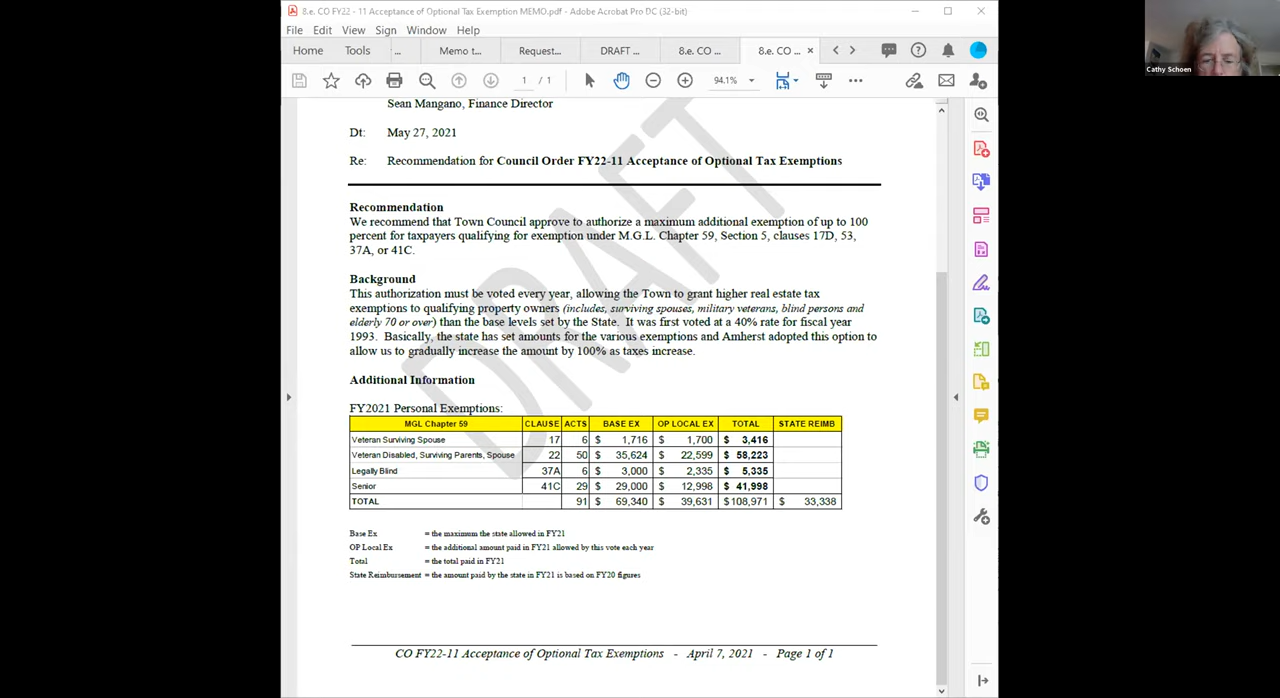 8.e. CO FY22 - 11 Acceptance of Optional Tax Exemption MEMO.pdf - Adobe Acrobat Pro DC (32-bit)
File Edit View Sign Window Help
Home Tools ... Memo t... Request... DRAFT ... 8.e. CO ... 8.e. CO ...
1 / 1 94.1%
Cathy Schoen
Sean Mangano, Finance Director
Dt: May 27, 2021
Re: Recommendation for Council Order FY22-11 Acceptance of Optional Tax Exemptions
DRAFT
Recommendation
We recommend that Town Council approve to authorize a maximum additional exemption of up to 100
percent for taxpayers qualifying for exemption under M.G.L. Chapter 59, Section 5, clauses 17D, 53,
37A, or 41C.
Background
This authorization must be voted every year, allowing the Town to grant higher real estate tax
exemptions to qualifying property owners (includes, surviving spouses, military veterans, blind persons and
elderly 70 or over) than the base levels set by the State. It was first voted at a 40% rate for fiscal year
1993. Basically, the state has set amounts for the various exemptions and Amherst adopted this option to
allow us to gradually increase the amount by 100% as taxes increase.
Additional Information
FY2021 Personal Exemptions:
MGL Chapter 59 CLAUSE ACTS BASE EX OP LOCAL EX TOTAL STATE REIMB
Veteran Surviving Spouse 17 6 $ 1,716 $ 1,700 $ 3,416
Veteran Disabled, Surviving Parents, Spouse 22 50 $ 35,624 $ 22,599 $ 58,223
Legally Blind 37A 6 $ 3,000 $ 2,335 $ 5,335
Senior 41C 29 $ 29,000 $ 12,998 $ 41,998
TOTAL 91 $ 69,340 $ 39,631 $108,971 $ 33,338
Base Ex = the maximum the state allowed in FY21
OP Local Ex = the additional amount paid in FY21 allowed by this vote each year
Total = the total paid in FY21
State Reimbursement = the amount paid by the state in FY21 is based on FY20 figures
CO FY22-11 Acceptance of Optional Tax Exemptions - April 7, 2021 - Page 1 of 1